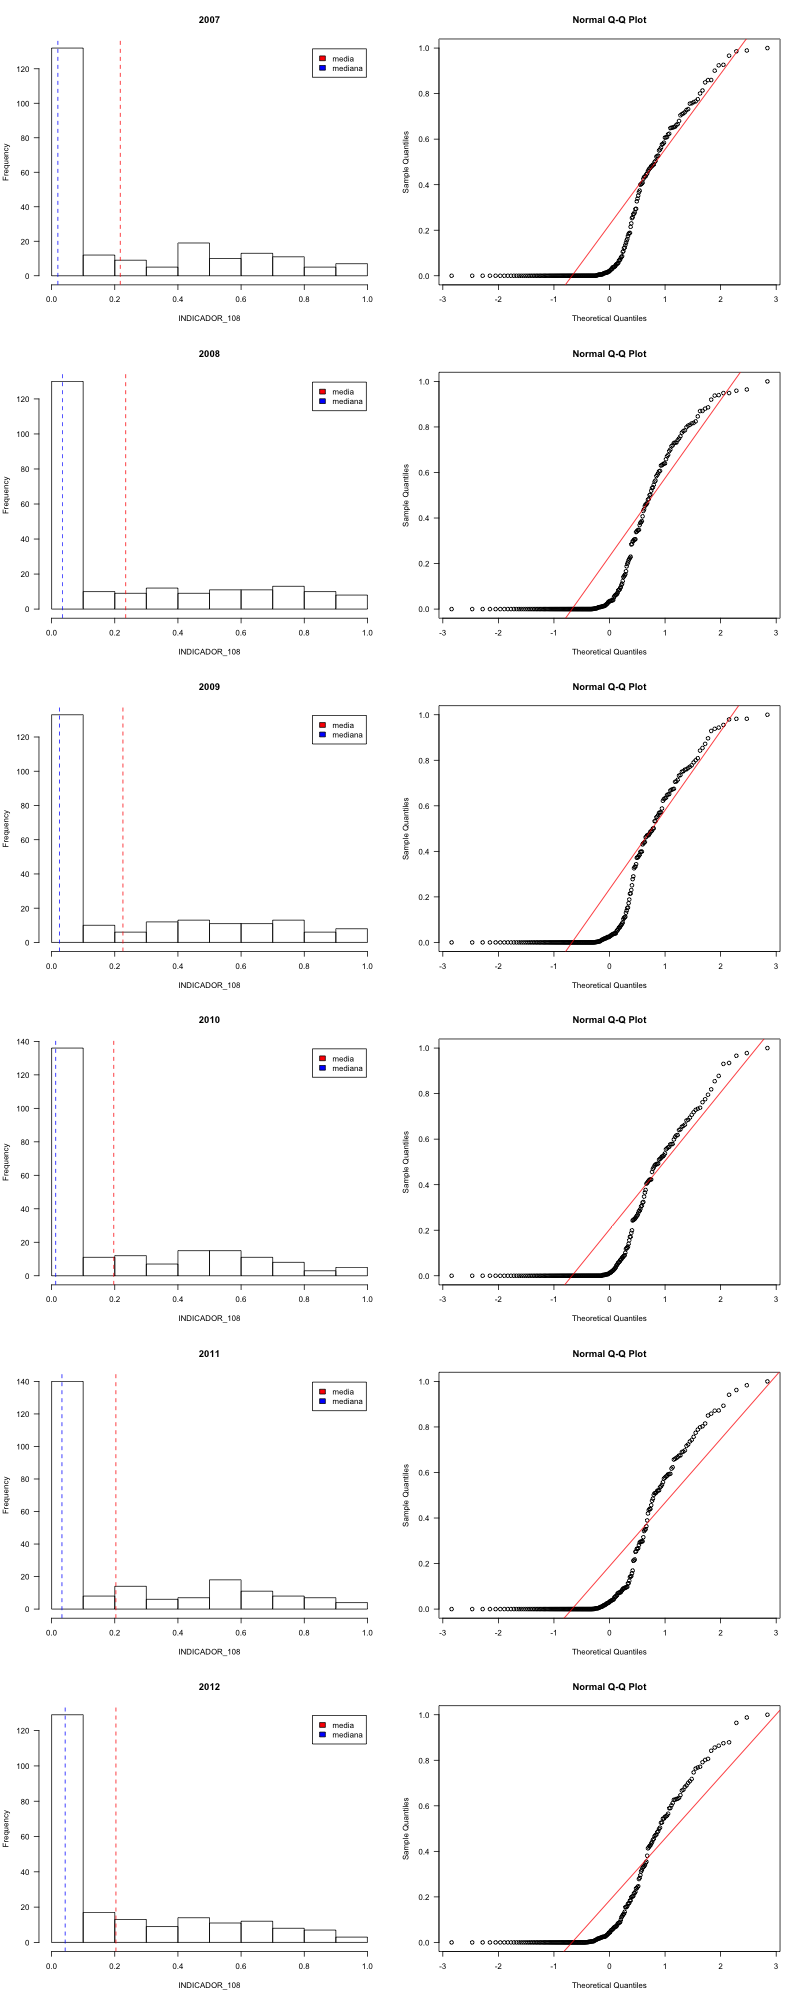 2007
Frequency
120
100
80
60
40
20
0
0.0 0.2 0.4 0.6 0.8 1.0
INDICADOR_108
media
mediana
Normal Q-Q Plot
Sample Quantiles
1.0
0.8
0.6
0.4
0.2
0.0
-3 -2 -1 0 1 2 3
Theoretical Quantiles
2008
Frequency
120
100
80
60
40
20
0
0.0 0.2 0.4 0.6 0.8 1.0
INDICADOR_108
media
mediana
Normal Q-Q Plot
Sample Quantiles
1.0
0.8
0.6
0.4
0.2
0.0
-3 -2 -1 0 1 2 3
Theoretical Quantiles
2009
Frequency
120
100
80
60
40
20
0
0.0 0.2 0.4 0.6 0.8 1.0
INDICADOR_108
media
mediana
Normal Q-Q Plot
Sample Quantiles
1.0
0.8
0.6
0.4
0.2
0.0
-3 -2 -1 0 1 2 3
Theoretical Quantiles
2010
Frequency
140
120
100
80
60
40
20
0
0.0 0.2 0.4 0.6 0.8 1.0
INDICADOR_108
media
mediana
Normal Q-Q Plot
Sample Quantiles
1.0
0.8
0.6
0.4
0.2
0.0
-3 -2 -1 0 1 2 3
Theoretical Quantiles
2011
Frequency
140
120
100
80
60
40
20
0
0.0 0.2 0.4 0.6 0.8 1.0
INDICADOR_108
media
mediana
Normal Q-Q Plot
Sample Quantiles
1.0
0.8
0.6
0.4
0.2
0.0
-3 -2 -1 0 1 2 3
Theoretical Quantiles
2012
Frequency
120
100
80
60
40
20
0
0.0 0.2 0.4 0.6 0.8 1.0
INDICADOR_108
media
mediana
Normal Q-Q Plot
Sample Quantiles
1.0
0.8
0.6
0.4
0.2
0.0
-3 -2 -1 0 1 2 3
Theoretical Quantiles